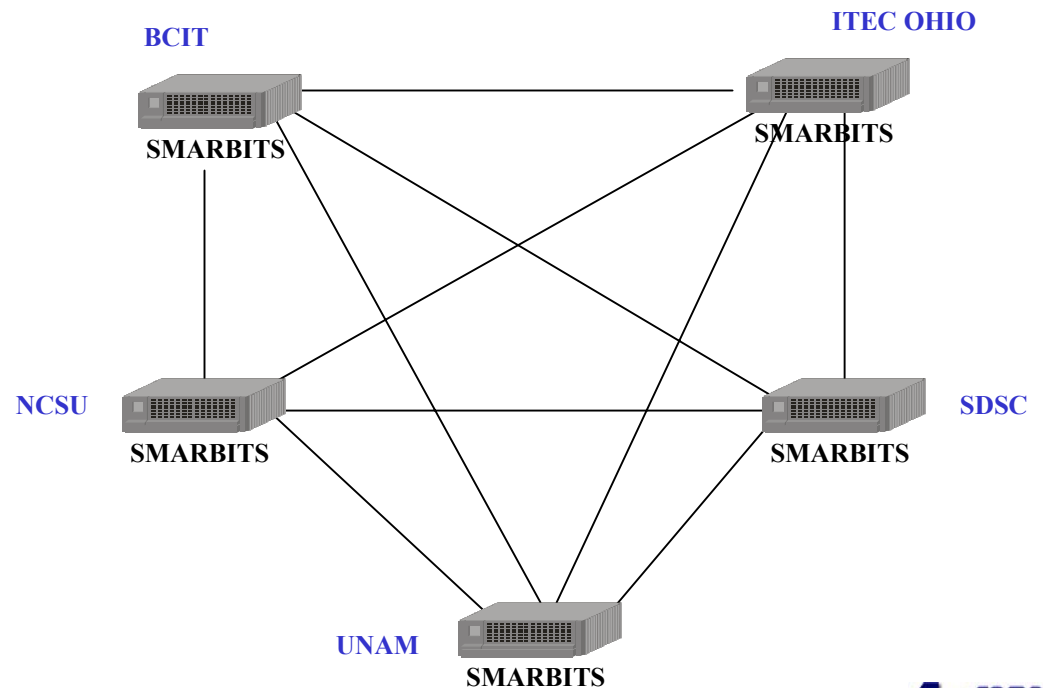 BCIT
ITEC OHIO
SMARBITS
SMARBITS
NCSU
SDSC
SMARBITS
SMARBITS
UNAM
SMARBITS